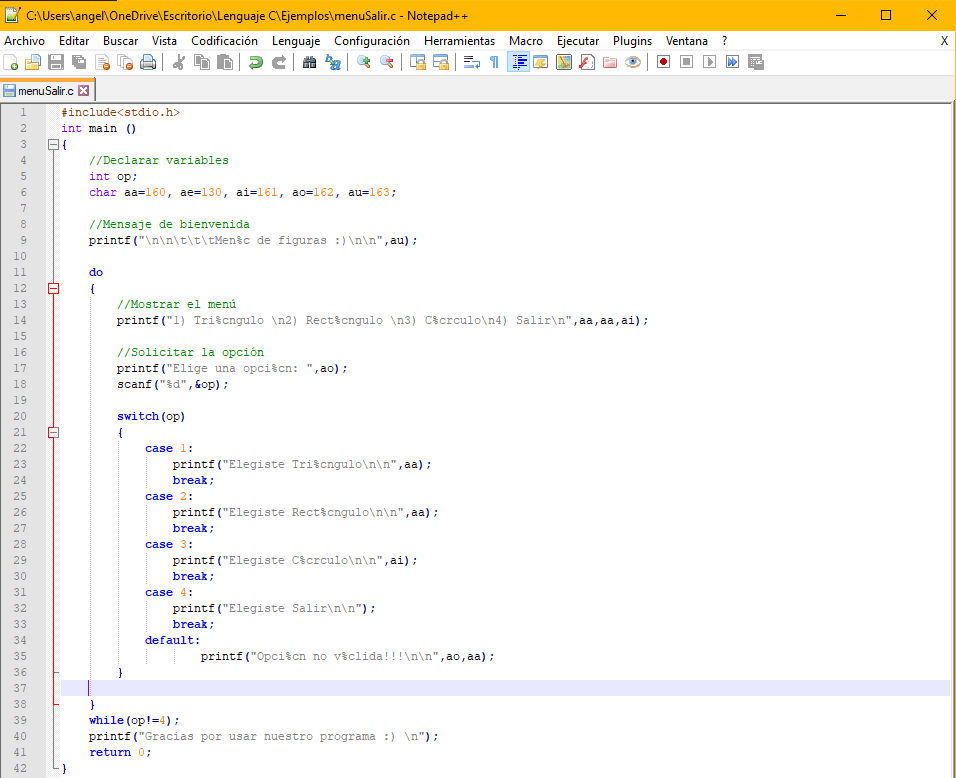 C:\Users\angel\OneDrive\Escritorio\Lenguaje C\Ejemplos\menuSalir.c - Notepad++
Archivo Editar Buscar Vista Codificación Lenguaje Configuración Herramientas Macro Ejecutar Plugins Ventana ? X
menuSalir.c
1 #include<stdio.h>
2 int main ()
3 {
4 //Declarar variables
5 int op;
6 char aa=160, ae=130, ai=161, ao=162, au=163;
7
8 //Mensaje de bienvenida
9 printf("\n\n\t\t\tMen%c de figuras :)\n\n",au);
10
11 do
12 {
13 //Mostrar el menú
14 printf("1) Tri%cngulo \n2) Rect%cngulo \n3) C%crculo\n4) Salir\n",aa,aa,ai);
15
16 //Solicitar la opción
17 printf("Elige una opci%cn: ",ao);
18 scanf("%d",&op);
19
20 switch(op)
21 {
22 case 1:
23 printf("Elegiste Tri%cngulo\n\n",aa);
24 break;
25 case 2:
26 printf("Elegiste Rect%cngulo\n\n",aa);
27 break;
28 case 3:
29 printf("Elegiste C%crculo\n\n",ai);
30 break;
31 case 4:
32 printf("Elegiste Salir\n\n");
33 break;
34 default:
35 printf("Opci%cn no v%clida!!!\n\n",ao,aa);
36 }
37
38 }
39 while(op!=4);
40 printf("Gracias por usar nuestro programa :) \n");
41 return 0;
42 }